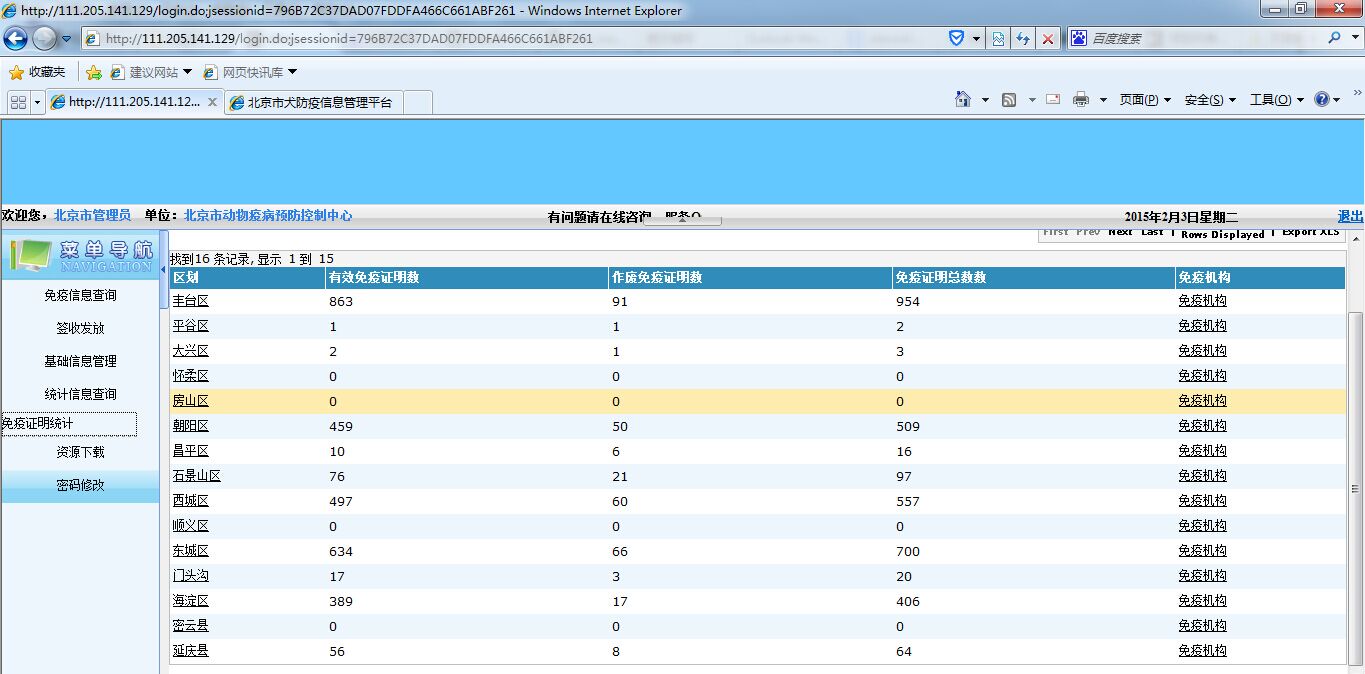 http://111.205.141.129/login.do;jsessionid=796B72C37DAD07FDDFA466C661ABF261 - Windows Internet Explorer
http://111.205.141.129/login.do;jsessionid=796B72C37DAD07FDDFA466C661ABF261 百度搜索
收藏夹 建议网站 网页快讯库
http://111.205.141.12... 北京市犬防疫信息管理平台 页面(P) 安全(S) 工具(O)
欢迎您，北京市管理员 单位：北京市动物疫病预防控制中心 有问题请在线咨询 2015年2月3日星期二 退出
First Prev Next Last | Rows Displayed | Export XLS
菜单导航
NAVIGATION
免疫信息查询
签收发放
基础信息管理
统计信息查询
免疫证明统计
资源下载
密码修改
找到16 条记录, 显示 1 到 15
区划 有效免疫证明数 作废免疫证明数 免疫证明总数数 免疫机构
丰台区 863 91 954 免疫机构
平谷区 1 1 2 免疫机构
大兴区 2 1 3 免疫机构
怀柔区 0 0 0 免疫机构
房山区 0 0 0 免疫机构
朝阳区 459 50 509 免疫机构
昌平区 10 6 16 免疫机构
石景山区 76 21 97 免疫机构
西城区 497 60 557 免疫机构
顺义区 0 0 0 免疫机构
东城区 634 66 700 免疫机构
门头沟 17 3 20 免疫机构
海淀区 389 17 406 免疫机构
密云县 0 0 0 免疫机构
延庆县 56 8 64 免疫机构